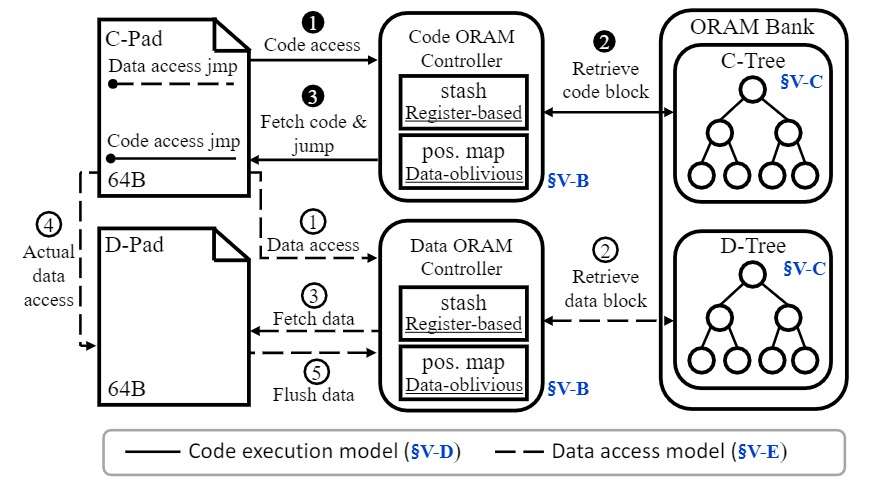 C-Pad
Data access jmp
Code access jmp
64B
❶
Code access
❸
Fetch code &
jump
Code ORAM
Controller
stash
Register-based
pos. map
Data-oblivious
§V-B
❷
Retrieve
code block
ORAM Bank
C-Tree
§V-C
④
Actual
data
access
D-Pad
64B
①
Data access
③
Fetch data
⑤
Flush data
Data ORAM
Controller
stash
Register-based
pos. map
Data-oblivious
§V-B
②
Retrieve
data block
D-Tree
§V-C
Code execution model (§V-D)
Data access model (§V-E)